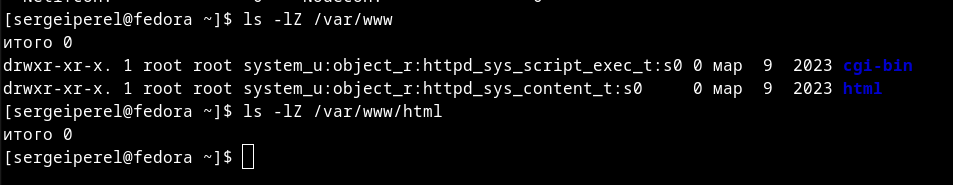 [sergeiperel@fedora ~]$ ls -lZ /var/www
итого 0
drwxr-xr-x. 1 root root system_u:object_r:httpd_sys_script_exec_t:s0 0 мар  9  2023 cgi-bin
drwxr-xr-x. 1 root root system_u:object_r:httpd_sys_content_t:s0     0 мар  9  2023 html
[sergeiperel@fedora ~]$ ls -lZ /var/www/html
итого 0
[sergeiperel@fedora ~]$